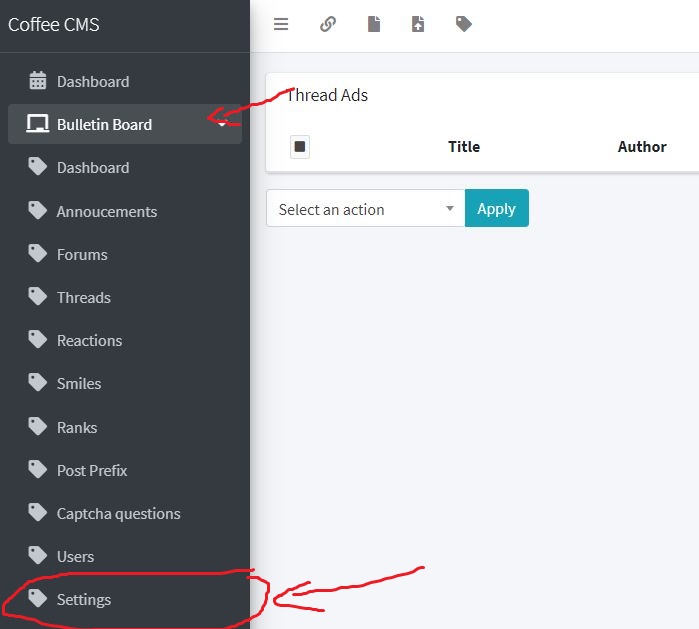 Coffee CMS
Dashboard
Bulletin Board
Dashboard
Annoucements
Forums
Threads
Reactions
Smiles
Ranks
Post Prefix
Captcha questions
Users
Settings
Thread Ads
Title Author
Select an action Apply